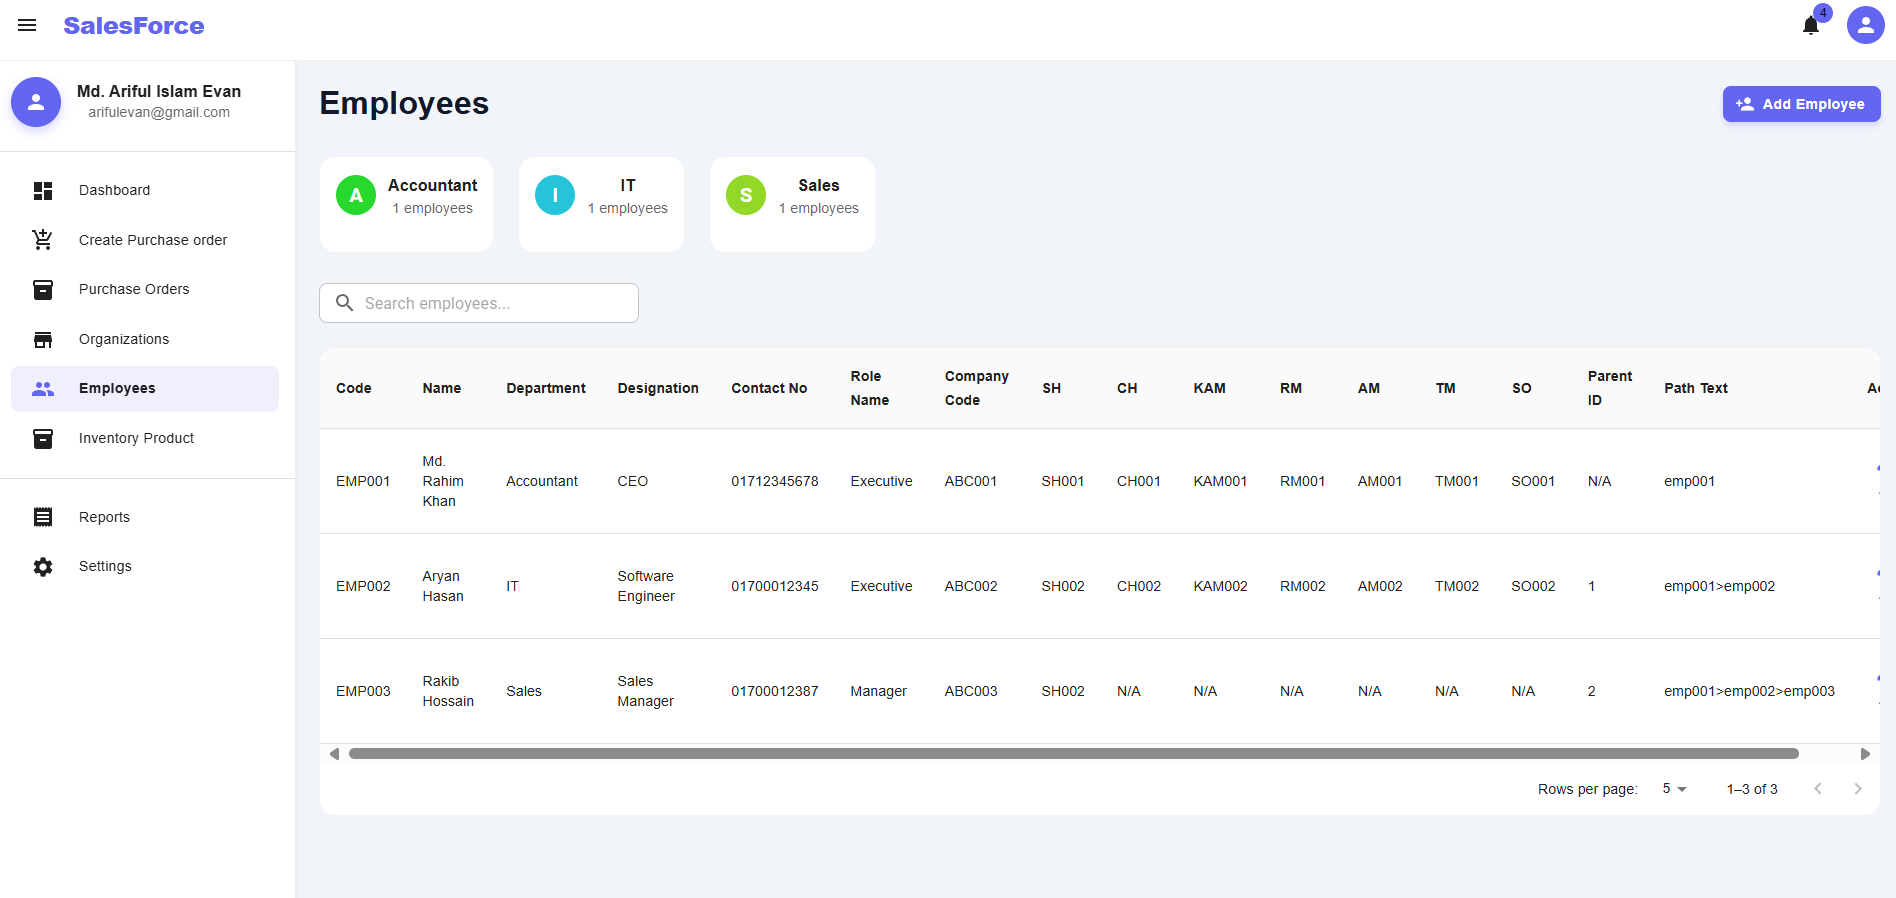 SalesForce
4
Md. Ariful Islam Evan
arifulevan@gmail.com
Dashboard
Create Purchase order
Purchase Orders
Organizations
Employees
Inventory Product
Reports
Settings
Employees
Add Employee
A Accountant
1 employees
I IT
1 employees
S Sales
1 employees
Search employees...
Code Name Department Designation Contact No Role Name Company Code SH CH KAM RM AM TM SO Parent ID Path Text
EMP001 Md. Rahim Khan Accountant CEO 01712345678 Executive ABC001 SH001 CH001 KAM001 RM001 AM001 TM001 SO001 N/A emp001
EMP002 Aryan Hasan IT Software Engineer 01700012345 Executive ABC002 SH002 CH002 KAM002 RM002 AM002 TM002 SO002 1 emp001>emp002
EMP003 Rakib Hossain Sales Sales Manager 01700012387 Manager ABC003 SH002 N/A N/A N/A N/A N/A N/A 2 emp001>emp002>emp003
Rows per page: 5 1–3 of 3